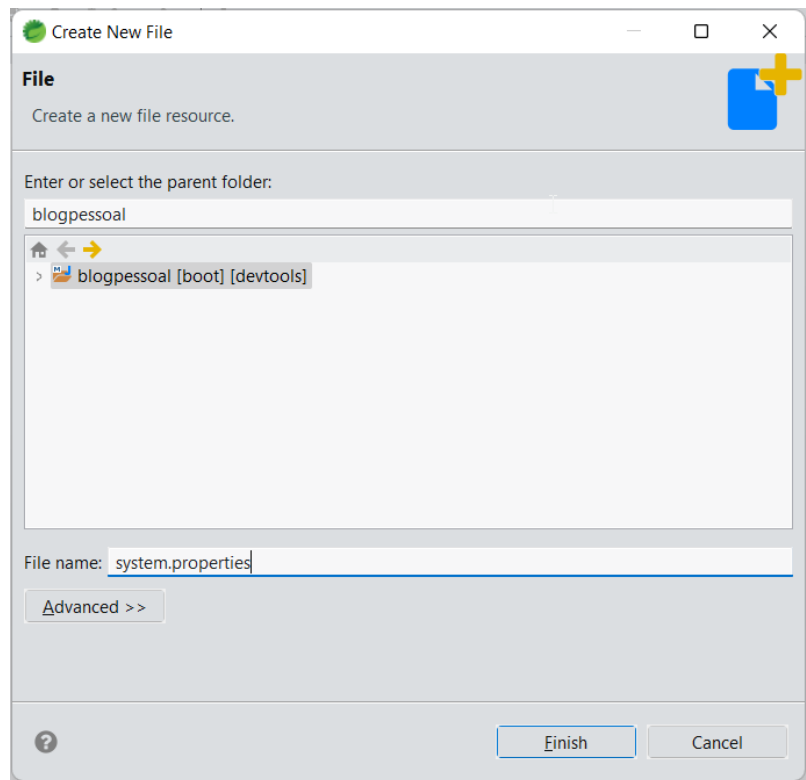 Create New File
File
Create a new file resource.
Enter or select the parent folder:
blogpessoal
blogpessoal [boot] [devtools]
File name: system.properties
Advanced >>
Finish Cancel